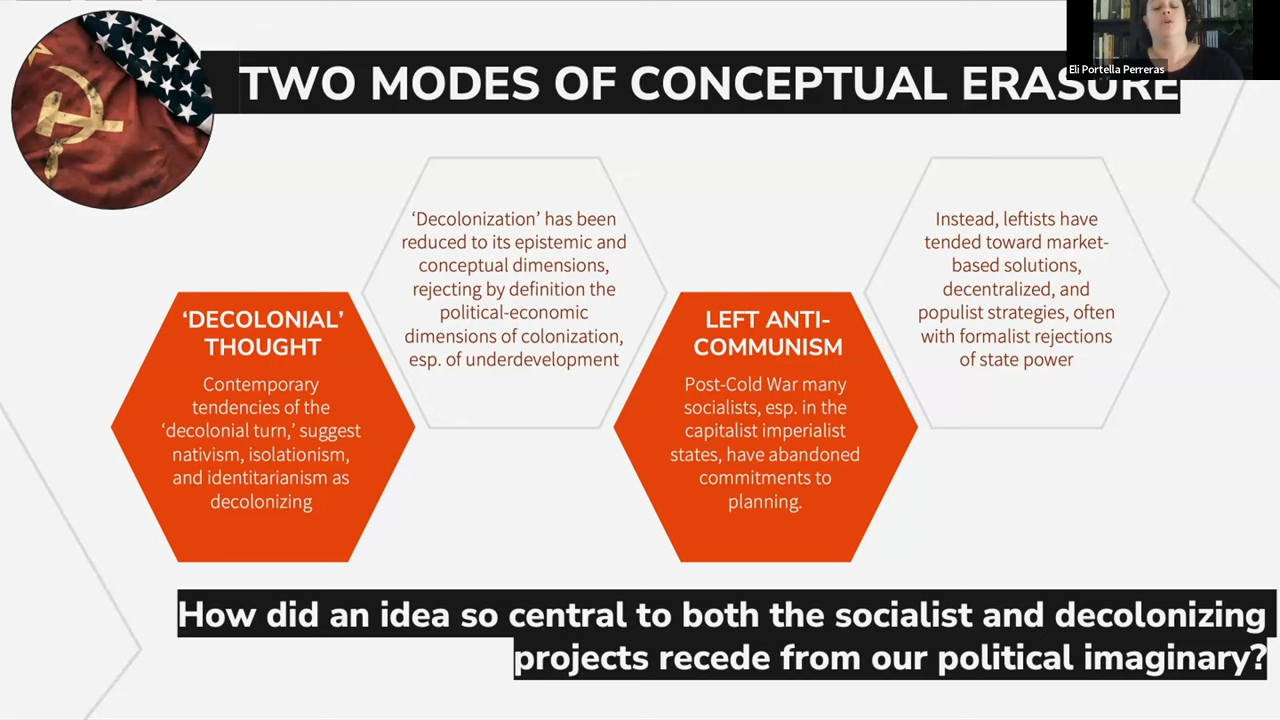 Eli Portella Perreras
TWO MODES OF CONCEPTUAL ERASURE
‘DECOLONIAL’
THOUGHT
Contemporary
tendencies of the
‘decolonial turn,’ suggest
nativism, isolationism,
and identitarianism as
decolonizing
‘Decolonization’ has been
reduced to its epistemic and
conceptual dimensions,
rejecting by definition the
political-economic
dimensions of colonization,
esp. of underdevelopment
LEFT ANTI-
COMMUNISM
Post-Cold War many
socialists, esp. in the
capitalist imperialist
states, have abandoned
commitments to
planning.
Instead, leftists have
tended toward market-
based solutions,
decentralized, and
populist strategies, often
with formalist rejections
of state power
How did an idea so central to both the socialist and decolonizing
projects recede from our political imaginary?